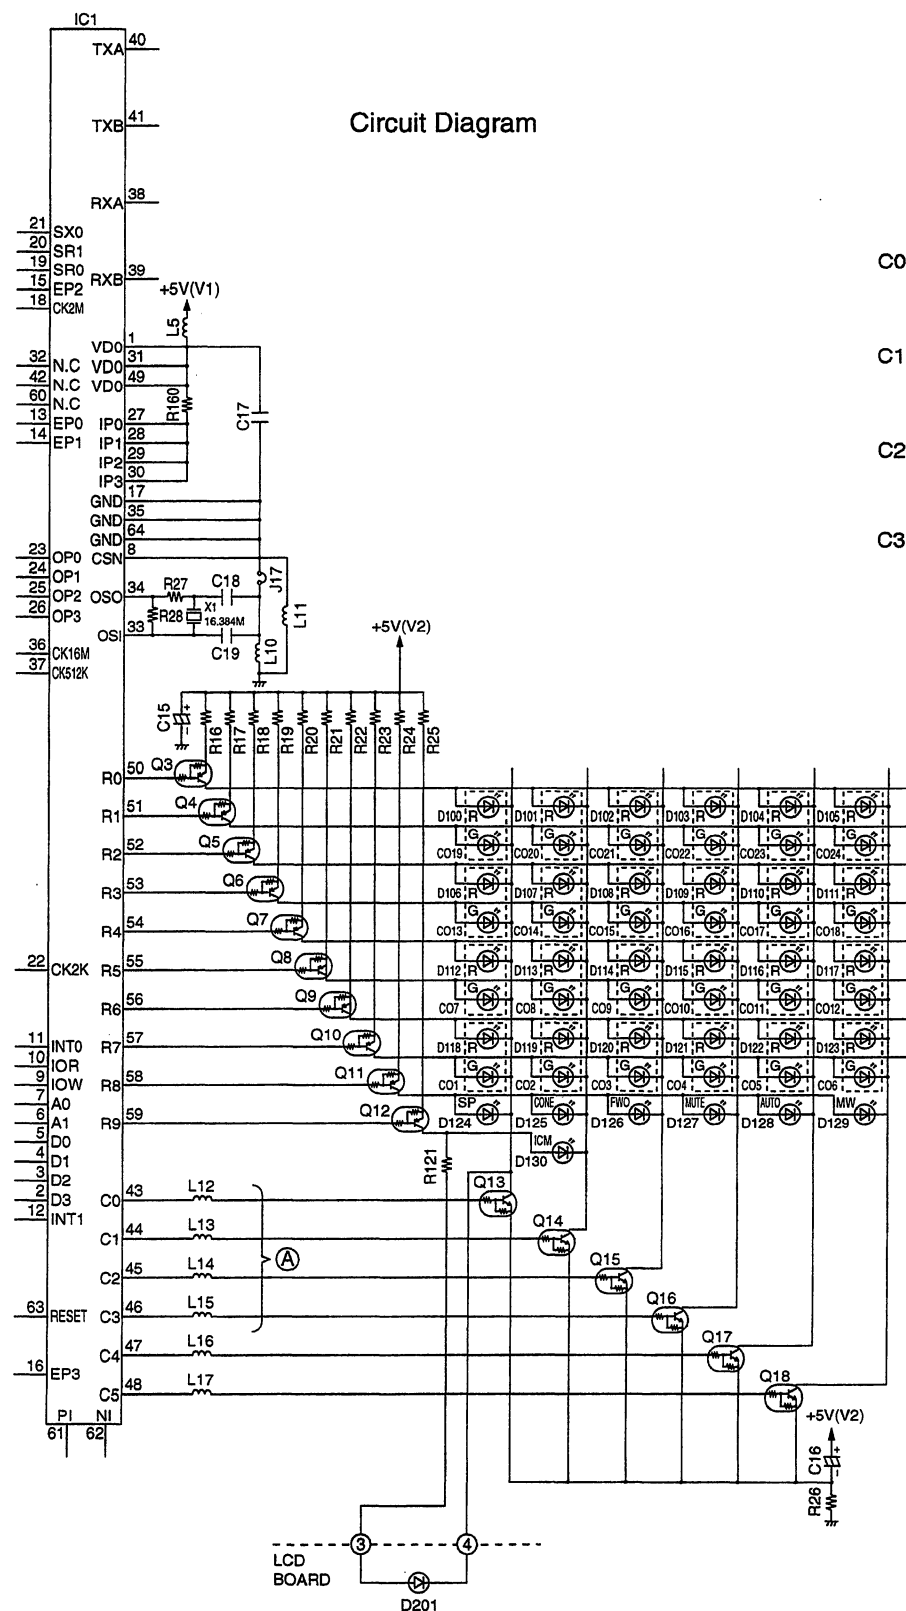 IC1
TXA 40
Circuit Diagram
TXB 41
RXA 38
21 SX0
20 SR1
19 SR0
15 EP2
18 CK2M
RXB 39
C0
+5V(V1)
L5
VD0 1
C1
32 N.C VD0 31
42 N.C VD0 49
60 N.C
R160
C17
13 EP0 IP0 27
14 EP1 IP1 28
C2
IP2 29
IP3 30
GND 17
GND 35
GND 64
C3
23 OP0 CSN 8
24 OP1
J17
25 OP2 OSO 34 R27 C18
26 OP3
R28 X1
16.384M
L11
OSI 33
C19 L10
+5V(V2)
36 CK16M
37 CK512K
C15 + −
R16 R17 R18 R19 R20 R21 R22 R23 R24 R25
R0 50 Q3
R1 51 Q4
D100 R D101 R D102 R D103 R D104 R D105 R
R2 52 Q5
G G G G G G
CO19 CO20 CO21 CO22 CO23 CO24
R3 53 Q6
D106 R D107 R D108 R D109 R D110 R D111 R
R4 54 Q7
G G G G G G
CO13 CO14 CO15 CO16 CO17 CO18
22 CK2K R5 55 Q8
D112 R D113 R D114 R D115 R D116 R D117 R
R6 56 Q9
G G G G G G
CO7 CO8 CO9 CO10 CO11 CO12
11 INT0 R7 57 Q10
D118 R D119 R D120 R D121 R D122 R D123 R
10 IOR
9 IOW R8 58 Q11
G G G G G G
CO1 CO2 CO3 CO4 CO5 CO6
7 A0
SP CONE FWO MUTE AUTO MW
6 A1 R9 59 Q12
D124 D125 D126 D127 D128 D129
5 D0
4 D1
ICM
D130
R121
3 D2
2 D3 C0 43 L12 Q13
12 INT1
C1 44 L13 Q14
A
C2 45 L14 Q15
63 RESET C3 46 L15 Q16
C4 47 L16 Q17
16 EP3
C5 48 L17 Q18
PI NI
61 62
+5V(V2)
C16 + −
R26
3 4
LCD
BOARD
D201